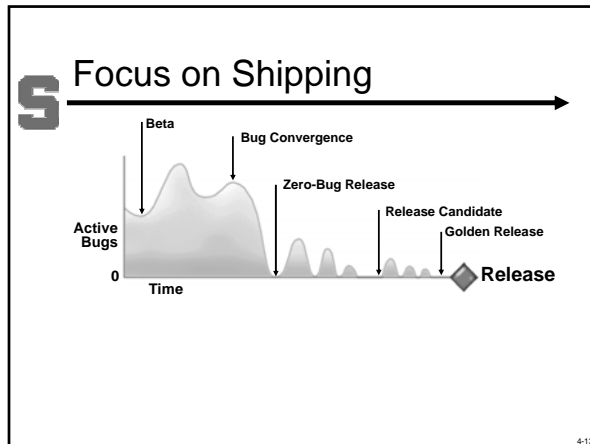 S
Focus on Shipping
Beta
Bug Convergence
Zero-Bug Release
Release Candidate
Golden Release
Active
Bugs
0
Time
Release